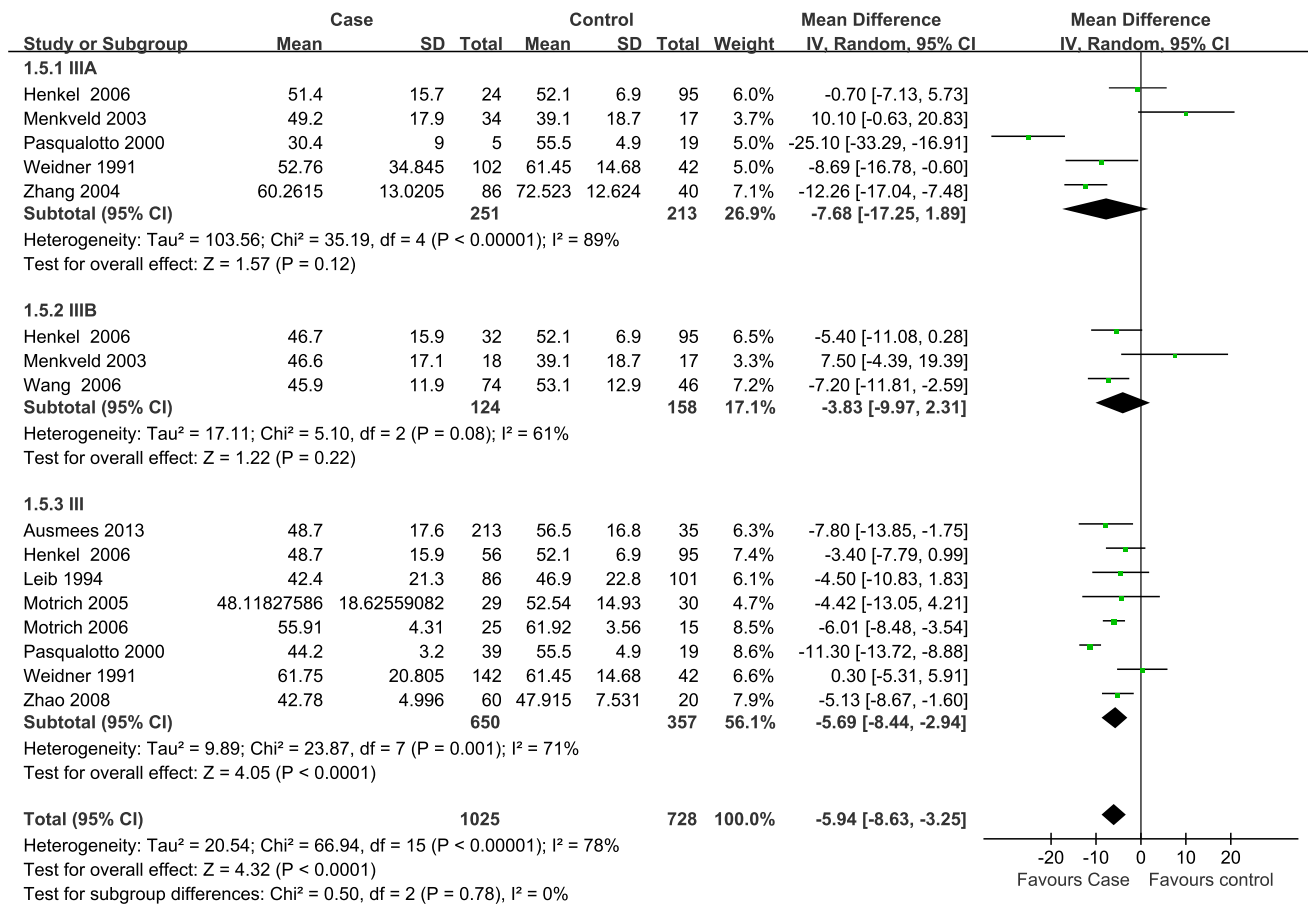 Case Control Mean Difference Mean Difference
Study or Subgroup Mean SD Total Mean SD Total Weight IV, Random, 95% CI IV, Random, 95% CI
1.5.1 IIIA
Henkel 2006 51.4 15.7 24 52.1 6.9 95 6.0% -0.70 [-7.13, 5.73]
Menkveld 2003 49.2 17.9 34 39.1 18.7 17 3.7% 10.10 [-0.63, 20.83]
Pasqualotto 2000 30.4 9 5 55.5 4.9 19 5.0% -25.10 [-33.29, -16.91]
Weidner 1991 52.76 34.845 102 61.45 14.68 42 5.0% -8.69 [-16.78, -0.60]
Zhang 2004 60.2615 13.0205 86 72.523 12.624 40 7.1% -12.26 [-17.04, -7.48]
Subtotal (95% CI) 251 213 26.9% -7.68 [-17.25, 1.89]
Heterogeneity: Tau² = 103.56; Chi² = 35.19, df = 4 (P < 0.00001); I² = 89%
Test for overall effect: Z = 1.57 (P = 0.12)
1.5.2 IIIB
Henkel 2006 46.7 15.9 32 52.1 6.9 95 6.5% -5.40 [-11.08, 0.28]
Menkveld 2003 46.6 17.1 18 39.1 18.7 17 3.3% 7.50 [-4.39, 19.39]
Wang 2006 45.9 11.9 74 53.1 12.9 46 7.2% -7.20 [-11.81, -2.59]
Subtotal (95% CI) 124 158 17.1% -3.83 [-9.97, 2.31]
Heterogeneity: Tau² = 17.11; Chi² = 5.10, df = 2 (P = 0.08); I² = 61%
Test for overall effect: Z = 1.22 (P = 0.22)
1.5.3 III
Ausmees 2013 48.7 17.6 213 56.5 16.8 35 6.3% -7.80 [-13.85, -1.75]
Henkel 2006 48.7 15.9 56 52.1 6.9 95 7.4% -3.40 [-7.79, 0.99]
Leib 1994 42.4 21.3 86 46.9 22.8 101 6.1% -4.50 [-10.83, 1.83]
Motrich 2005 48.11827586 18.62559082 29 52.54 14.93 30 4.7% -4.42 [-13.05, 4.21]
Motrich 2006 55.91 4.31 25 61.92 3.56 15 8.5% -6.01 [-8.48, -3.54]
Pasqualotto 2000 44.2 3.2 39 55.5 4.9 19 8.6% -11.30 [-13.72, -8.88]
Weidner 1991 61.75 20.805 142 61.45 14.68 42 6.6% 0.30 [-5.31, 5.91]
Zhao 2008 42.78 4.996 60 47.915 7.531 20 7.9% -5.13 [-8.67, -1.60]
Subtotal (95% CI) 650 357 56.1% -5.69 [-8.44, -2.94]
Heterogeneity: Tau² = 9.89; Chi² = 23.87, df = 7 (P = 0.001); I² = 71%
Test for overall effect: Z = 4.05 (P < 0.0001)
Total (95% CI) 1025 728 100.0% -5.94 [-8.63, -3.25]
Heterogeneity: Tau² = 20.54; Chi² = 66.94, df = 15 (P < 0.00001); I² = 78%
Test for overall effect: Z = 4.32 (P < 0.0001)
Test for subgroup differences: Chi² = 0.50, df = 2 (P = 0.78), I² = 0%
-20 -10 0 10 20
Favours Case Favours control